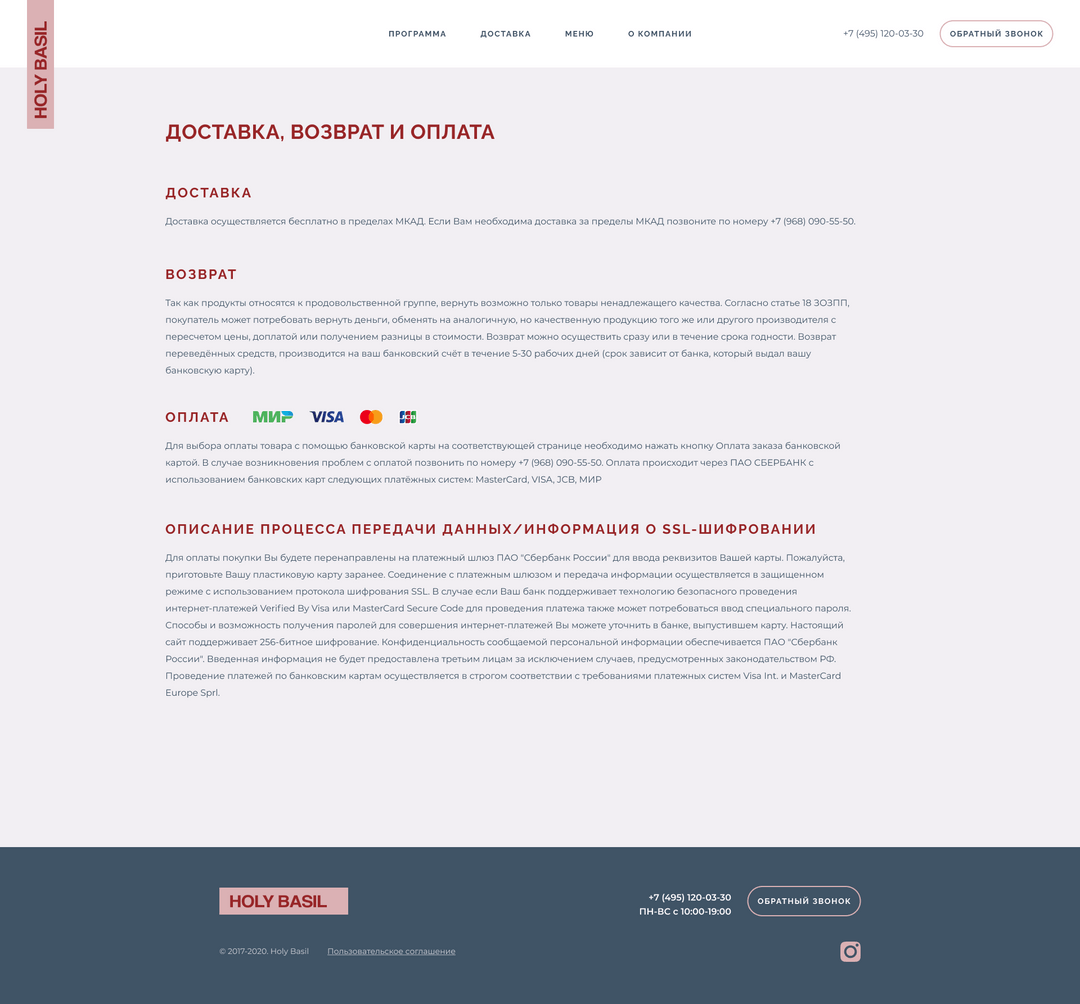 HOLY BASIL
ПРОГРАММА ДОСТАВКА МЕНЮ О КОМПАНИИ +7 (495) 120-03-30 ОБРАТНЫЙ ЗВОНОК
ДОСТАВКА, ВОЗВРАТ И ОПЛАТА
ДОСТАВКА
Доставка осуществляется бесплатно в пределах МКАД. Если Вам необходима доставка за пределы МКАД позвоните по номеру +7 (968) 090-55-50.
ВОЗВРАТ
Так как продукты относятся к продовольственной группе, вернуть возможно только товары ненадлежащего качества. Согласно статье 18 ЗОЗПП,
покупатель может потребовать вернуть деньги, обменять на аналогичную, но качественную продукцию того же или другого производителя с
пересчетом цены, доплатой или получением разницы в стоимости. Возврат можно осуществить сразу или в течение срока годности. Возврат
переведённых средств, производится на ваш банковский счёт в течение 5-30 рабочих дней (срок зависит от банка, который выдал вашу
банковскую карту).
ОПЛАТА МИР VISA JCB
Для выбора оплаты товара с помощью банковской карты на соответствующей странице необходимо нажать кнопку Оплата заказа банковской
картой. В случае возникновения проблем с оплатой позвонить по номеру +7 (968) 090-55-50. Оплата происходит через ПАО СБЕРБАНК с
использованием банковских карт следующих платёжных систем: MasterCard, VISA, JCB, МИР
ОПИСАНИЕ ПРОЦЕССА ПЕРЕДАЧИ ДАННЫХ/ИНФОРМАЦИЯ О SSL-ШИФРОВАНИИ
Для оплаты покупки Вы будете перенаправлены на платежный шлюз ПАО "Сбербанк России" для ввода реквизитов Вашей карты. Пожалуйста,
приготовьте Вашу пластиковую карту заранее. Соединение с платежным шлюзом и передача информации осуществляется в защищенном
режиме с использованием протокола шифрования SSL. В случае если Ваш банк поддерживает технологию безопасного проведения
интернет-платежей Verified By Visa или MasterCard Secure Code для проведения платежа также может потребоваться ввод специального пароля.
Способы и возможность получения паролей для совершения интернет-платежей Вы можете уточнить в банке, выпустившем карту. Настоящий
сайт поддерживает 256-битное шифрование. Конфиденциальность сообщаемой персональной информации обеспечивается ПАО "Сбербанк
России". Введенная информация не будет предоставлена третьим лицам за исключением случаев, предусмотренных законодательством РФ.
Проведение платежей по банковским картам осуществляется в строгом соответствии с требованиями платежных систем Visa Int. и MasterCard
Europe Sprl.
HOLY BASIL
+7 (495) 120-03-30
ПН-ВС с 10:00-19:00
ОБРАТНЫЙ ЗВОНОК
© 2017-2020. Holy Basil Пользовательское соглашение